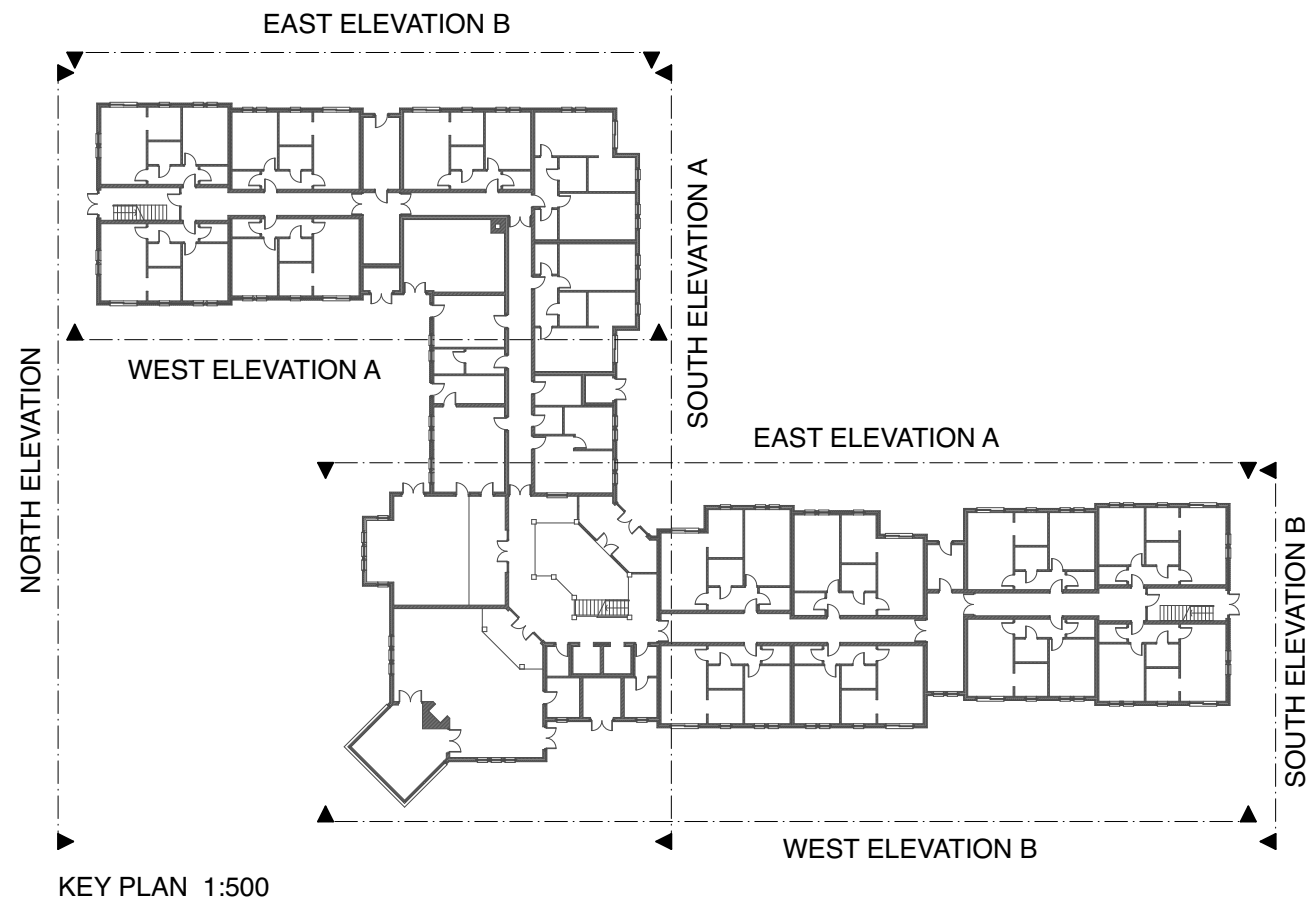 EAST ELEVATION B
SOUTH ELEVATION A
WEST ELEVATION A
NORTH ELEVATION
EAST ELEVATION A
SOUTH ELEVATION B
WEST ELEVATION B
KEY PLAN 1:500